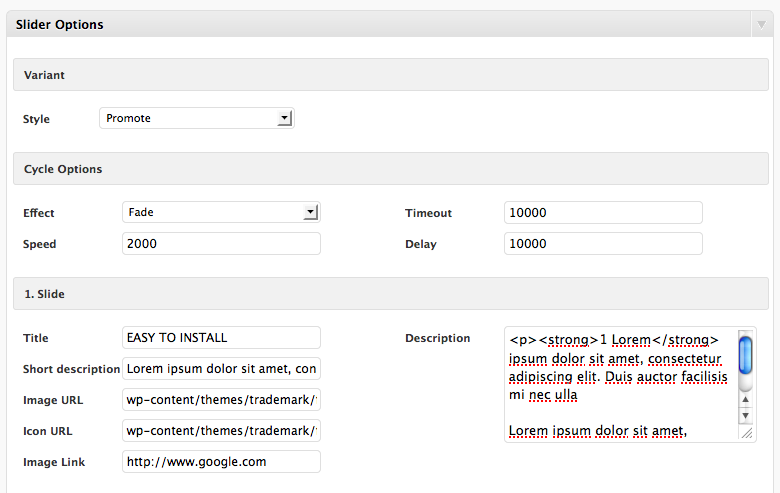 Slider Options
Variant
Style Promote
Cycle Options
Effect Fade Timeout 10000
Speed 2000 Delay 10000
1. Slide
Title EASY TO INSTALL Description <p><strong>1 Lorem</strong>
ipsum dolor sit amet, consectetur
adipiscing elit. Duis auctor facilisis
mi nec ulla
Lorem ipsum dolor sit amet,
Short description Lorem ipsum dolor sit amet, con
Image URL wp-content/themes/trademark/
Icon URL wp-content/themes/trademark/
Image Link http://www.google.com